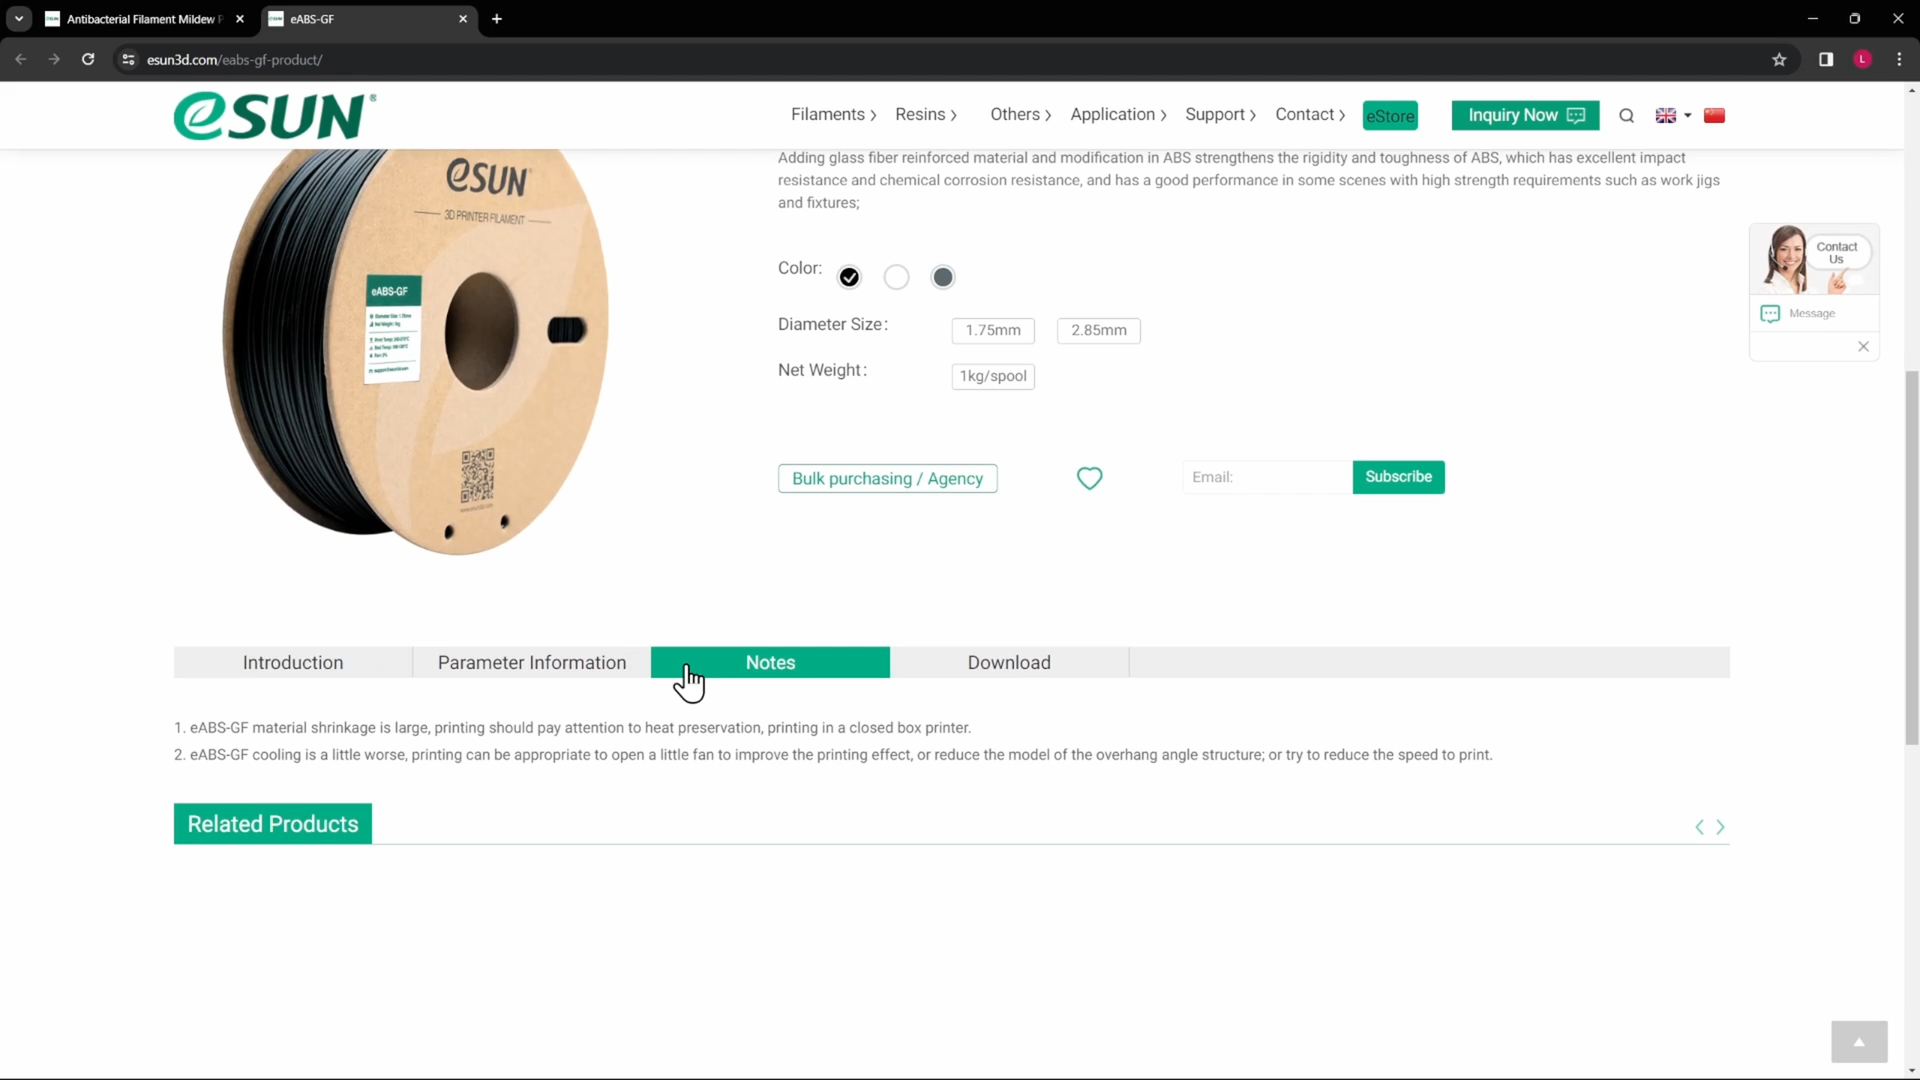 Antibacterial Filament Mildew P
eABS-GF
esun3d.com/eabs-gf-product/
eSUN®
Filaments
Resins
Others
Application
Support
Contact
eStore
Inquiry Now
Adding glass fiber reinforced material and modification in ABS strengthens the rigidity and toughness of ABS, which has excellent impact
resistance and chemical corrosion resistance, and has a good performance in some scenes with high strength requirements such as work jigs
and fixtures;
eSUN
3D PRINTER FILAMENT
eABS-GF
Color:
Diameter Size:
1.75mm
2.85mm
Net Weight:
1kg/spool
Contact
Us
Message
Bulk purchasing / Agency
Email:
Subscribe
Introduction
Parameter Information
Notes
Download
1. eABS-GF material shrinkage is large, printing should pay attention to heat preservation, printing in a closed box printer.
2. eABS-GF cooling is a little worse, printing can be appropriate to open a little fan to improve the printing effect, or reduce the model of the overhang angle structure; or try to reduce the speed to print.
Related Products
L